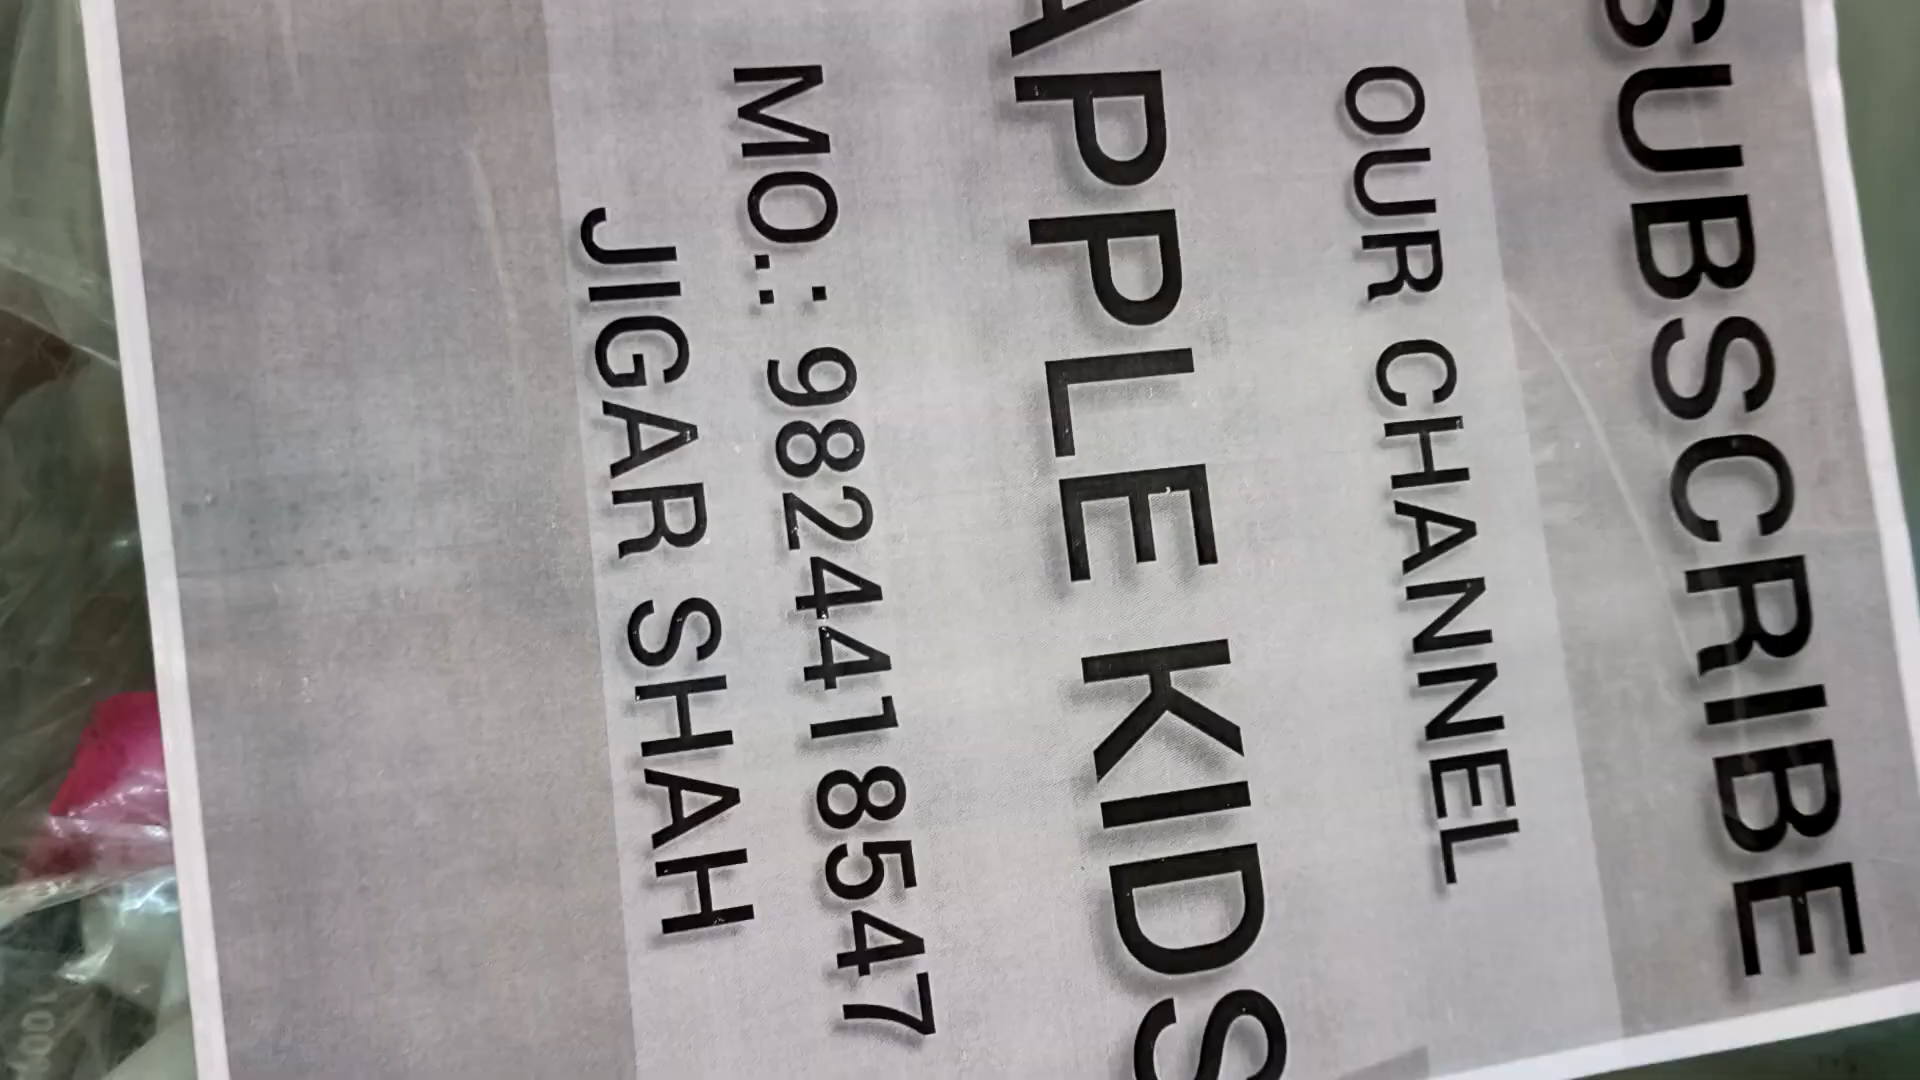 SUBSCRIBE
OUR CHANNEL
APPLE KIDS
MO.: 9824418547
JIGAR SHAH